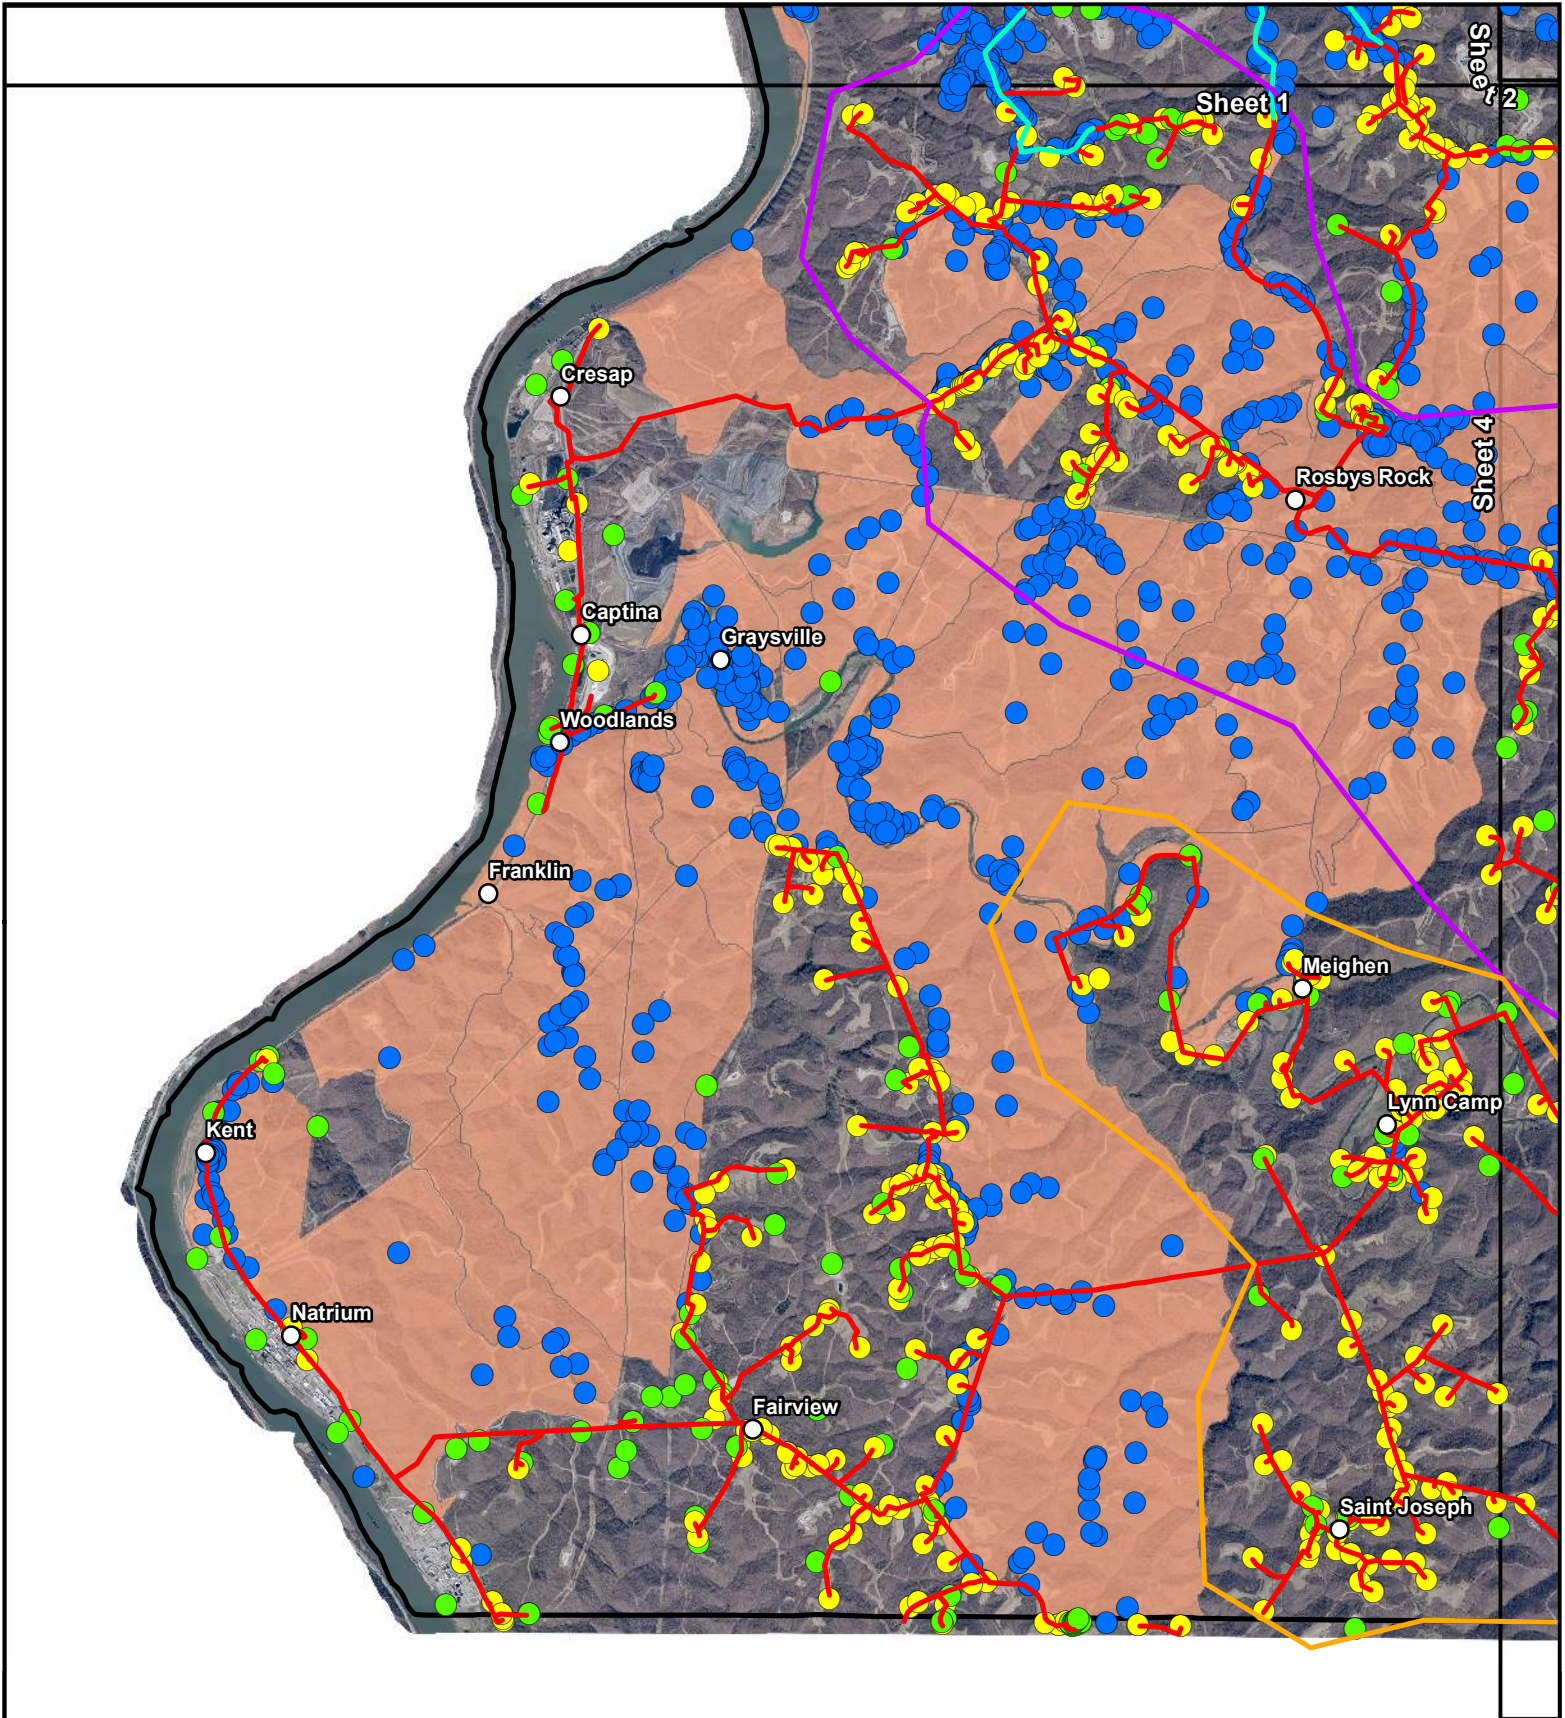 Sheet 2
Sheet 1
Cresap
Sheet 4
Rosbys Rock
Captina
Graysville
Woodlands
Franklin
Meighen
Lynn Camp
Kent
Natrium
Fairview
Saint Joseph